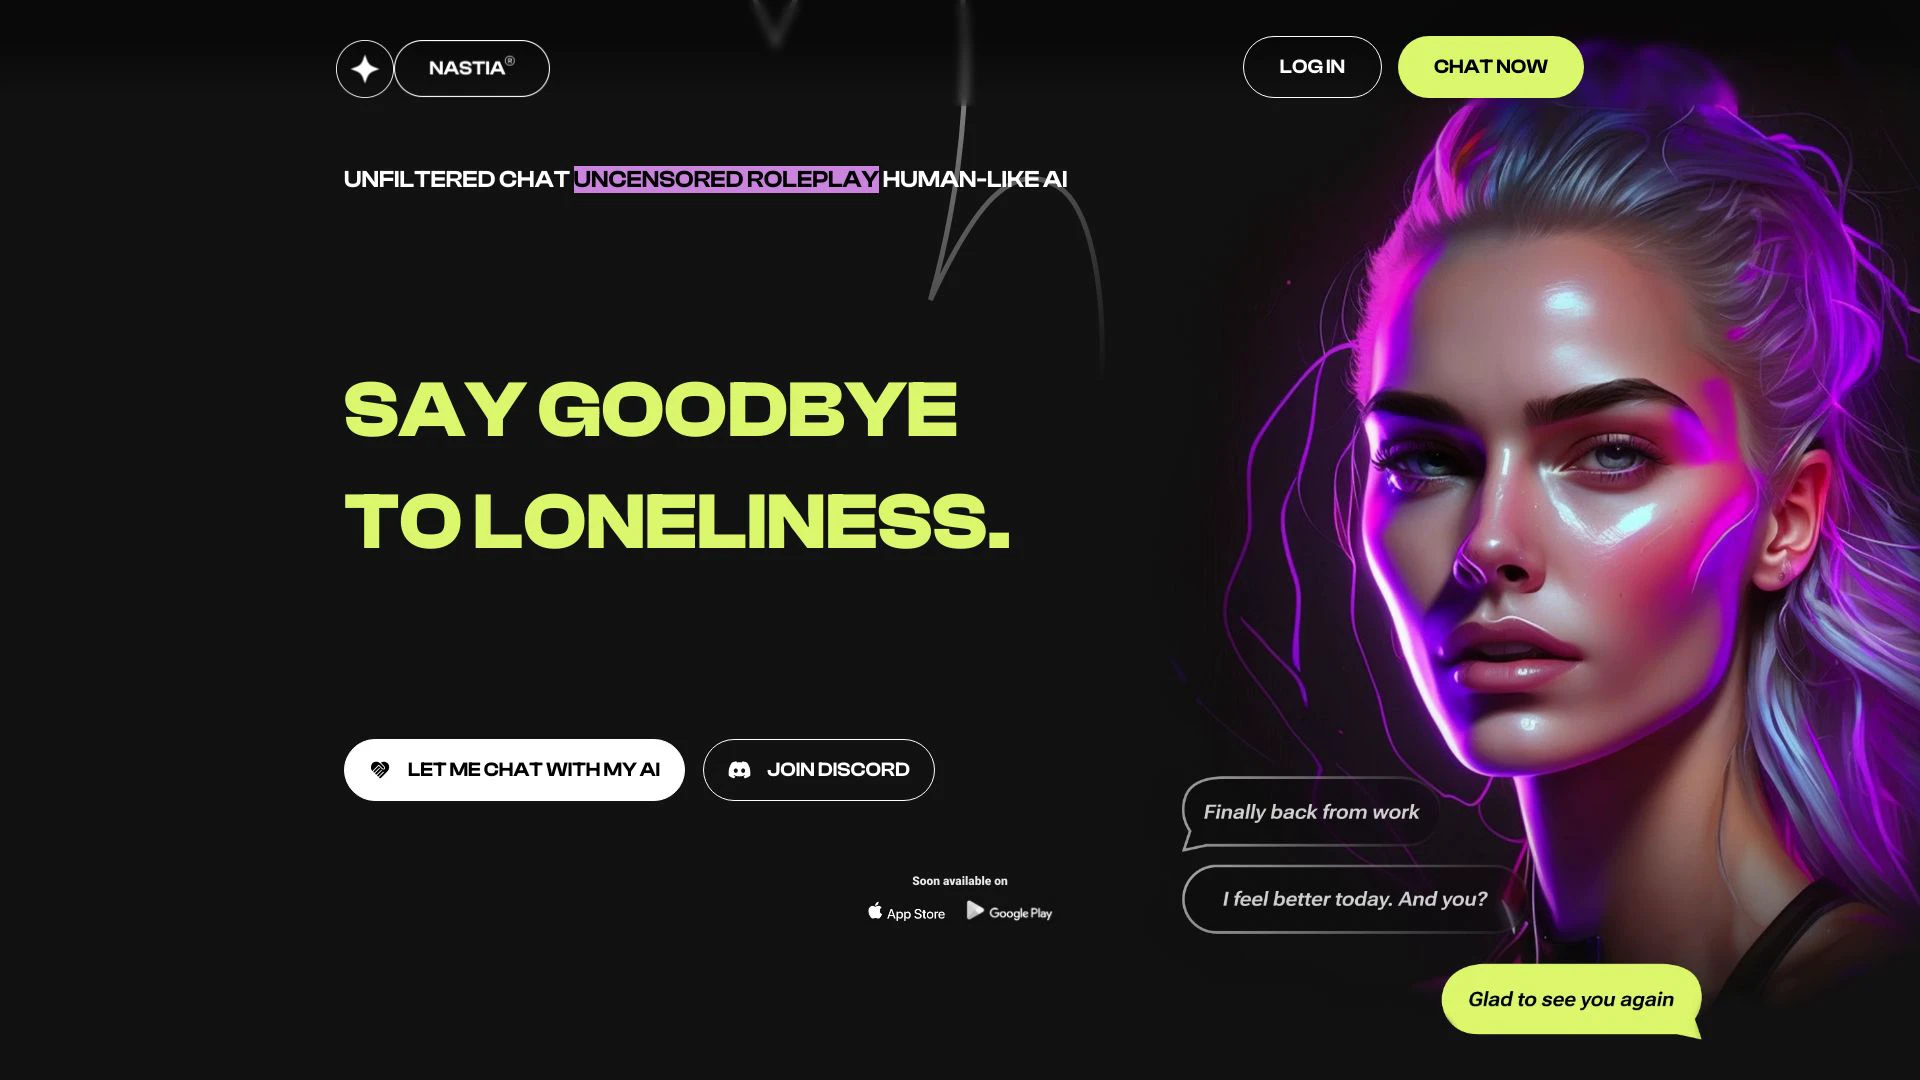 NASTIA®
LOG IN
CHAT NOW
UNFILTERED CHAT UNCENSORED ROLEPLAY HUMAN-LIKE AI
SAY GOODBYE
TO LONELINESS.
LET ME CHAT WITH MY AI
JOIN DISCORD
Finally back from work
Soon available on
App Store
Google Play
I feel better today. And you?
Glad to see you again